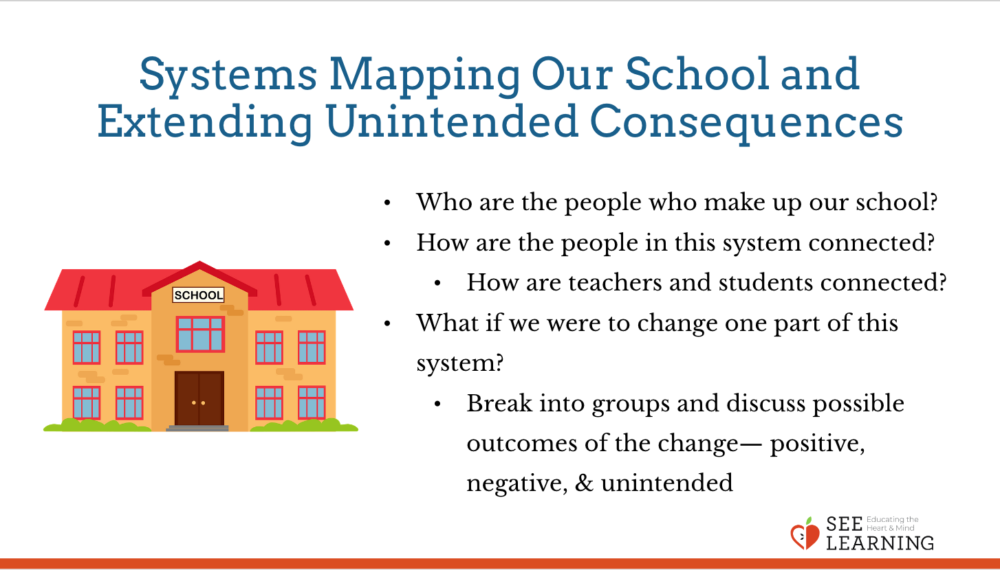 Systems Mapping Our School and
Extending Unintended Consequences
• Who are the people who make up our school?
• How are the people in this system connected?
• How are teachers and students connected?
• What if we were to change one part of this
system?
• Break into groups and discuss possible
outcomes of the change— positive,
negative, & unintended
SCHOOL
SEE Educating the
Heart & Mind
LEARNING